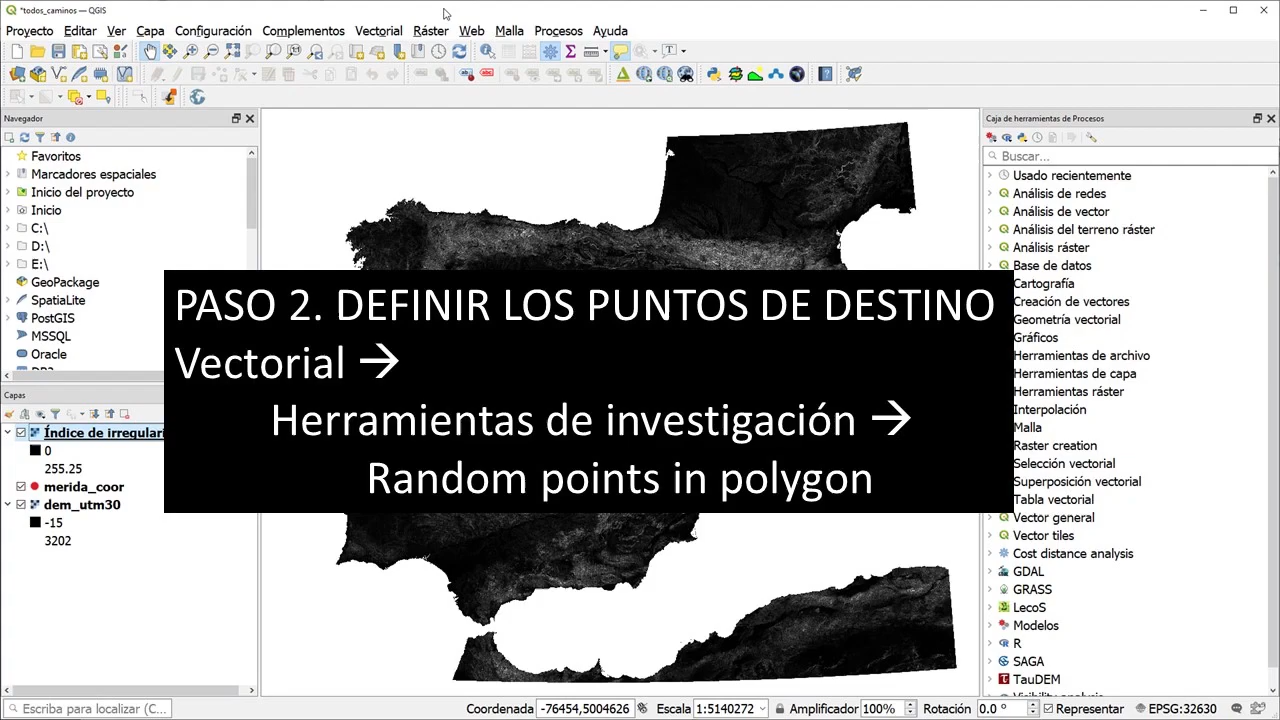 *todos_caminos — QGIS
Proyecto Editar Ver Capa Configuración Complementos Vectorial Ráster Web Malla Procesos Ayuda
Navegador
Favoritos
Marcadores espaciales
Inicio del proyecto
Inicio
C:\
D:\
E:\
GeoPackage
SpatiaLite
PostGIS
MSSQL
Oracle
Capas
Índice de irregulari
0
255.25
merida_coor
dem_utm30
-15
3202
PASO 2. DEFINIR LOS PUNTOS DE DESTINO
Vectorial →
Herramientas de investigación →
Random points in polygon
Caja de herramientas de Procesos
Buscar...
Usado recientemente
Análisis de redes
Análisis de vector
Análisis del terreno ráster
Análisis ráster
Base de datos
Cartografía
Creación de vectores
Geometría vectorial
Gráficos
Herramientas de archivo
Herramientas de capa
Herramientas ráster
Interpolación
Malla
Raster creation
Selección vectorial
Superposición vectorial
Tabla vectorial
Vector general
Vector tiles
Cost distance analysis
GDAL
GRASS
LecoS
Modelos
R
SAGA
TauDEM
Escriba para localizar (C... Coordenada -76454,5004626 Escala 1:5140272 Amplificador 100% Rotación 0.0 ° Representar EPSG:32630